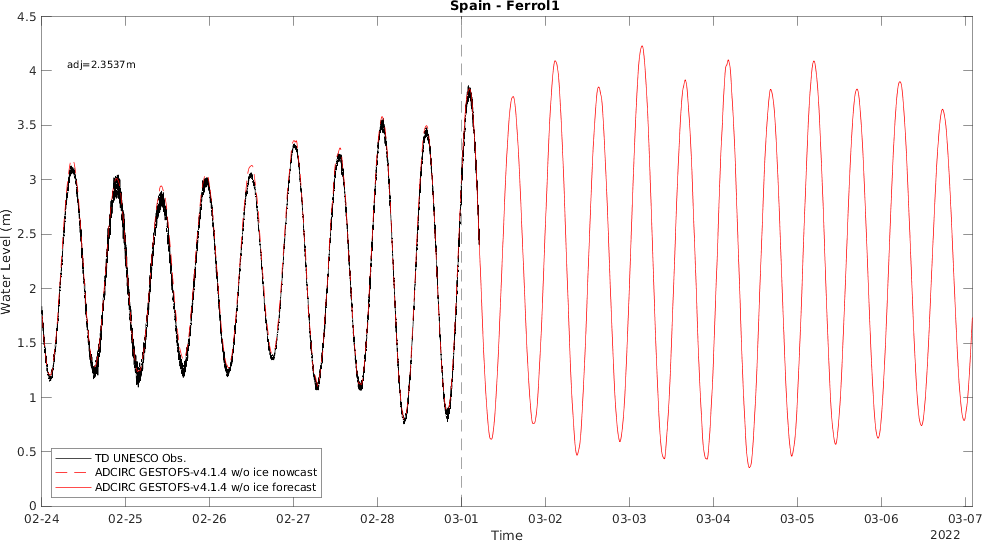 Spain - Ferrol1
4.5
4
3.5
3
2.5
2
1.5
1
0.5
0
Water Level (m)
adj=2.3537m
TD UNESCO Obs.
ADCIRC GESTOFS-v4.1.4 w/o ice nowcast
ADCIRC GESTOFS-v4.1.4 w/o ice forecast
02-24 02-25 02-26 02-27 02-28 03-01 03-02 03-03 03-04 03-05 03-06 03-07
Time
2022